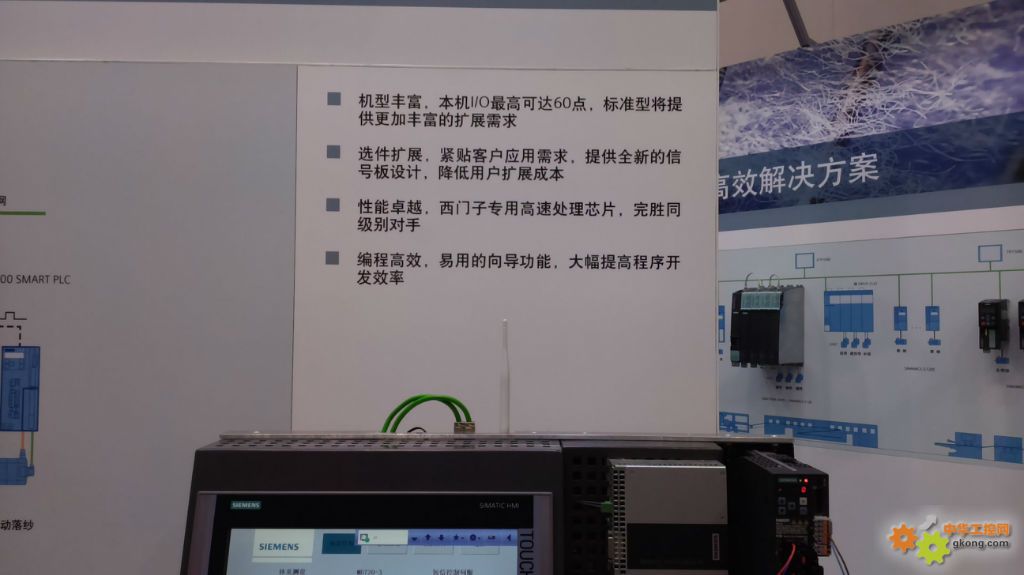 机型丰富，本机I/O最高可达60点，标准型将提
供更加丰富的扩展需求
选件扩展，紧贴客户应用需求，提供全新的信
号板设计，降低用户扩展成本
性能卓越，西门子专用高速处理芯片，完胜同
级别对手
编程高效，易用的向导功能，大幅提高程序开
发效率
高效解决方案
网
00 SMART PLC
动落纱
SIEMENS
SIMATIC HMI
TOUCH
SIEMENS
中华工控网
gkong.com